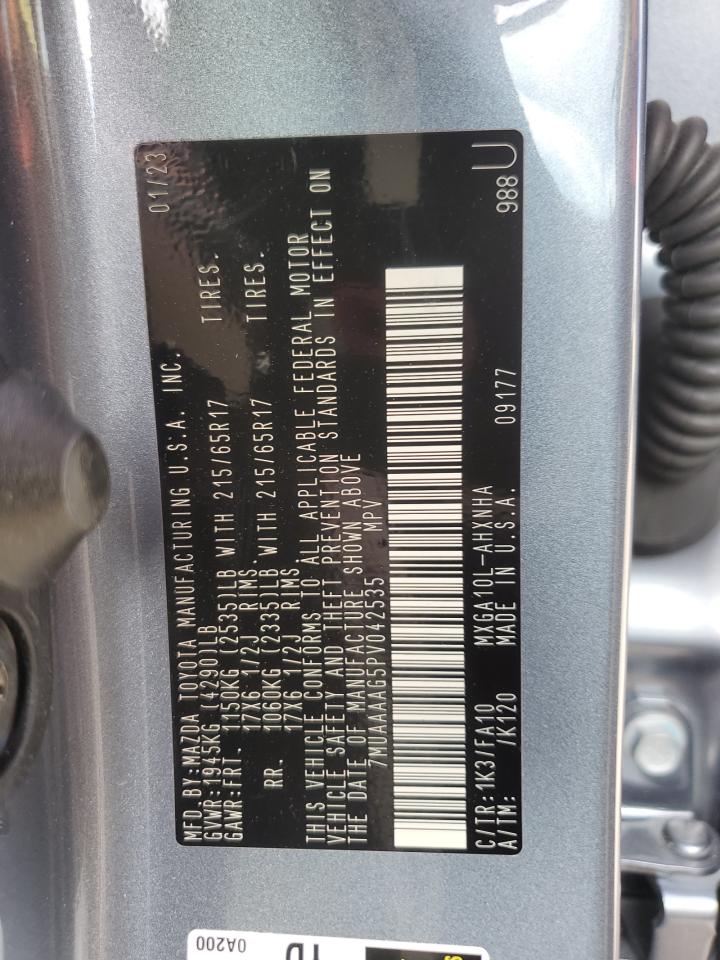 MFD.BY:MAZDA TOYOTA MANUFACTURING U.S.A. INC. 01/23
GVWR:1945KG (4290)LB
GAWR:FRT. 1150KG (2535)LB WITH 215/65R17 TIRES.
17X6 1/2J RIMS.
RR. 1060KG (2335)LB WITH 215/65R17 TIRES.
17X6 1/2J RIMS
THIS VEHICLE CONFORMS TO ALL APPLICABLE FEDERAL MOTOR
VEHICLE SAFETY AND THEFT PREVENTION STANDARDS IN EFFECT ON
THE DATE OF MANUFACTURE SHOWN ABOVE
7MUAAAAG5PV042535 MPV
C/TR:1K3/FA10 MXGA10L-AHXNHA
A/TM: /K120 MADE IN U.S.A. 09177 988 U
0A200